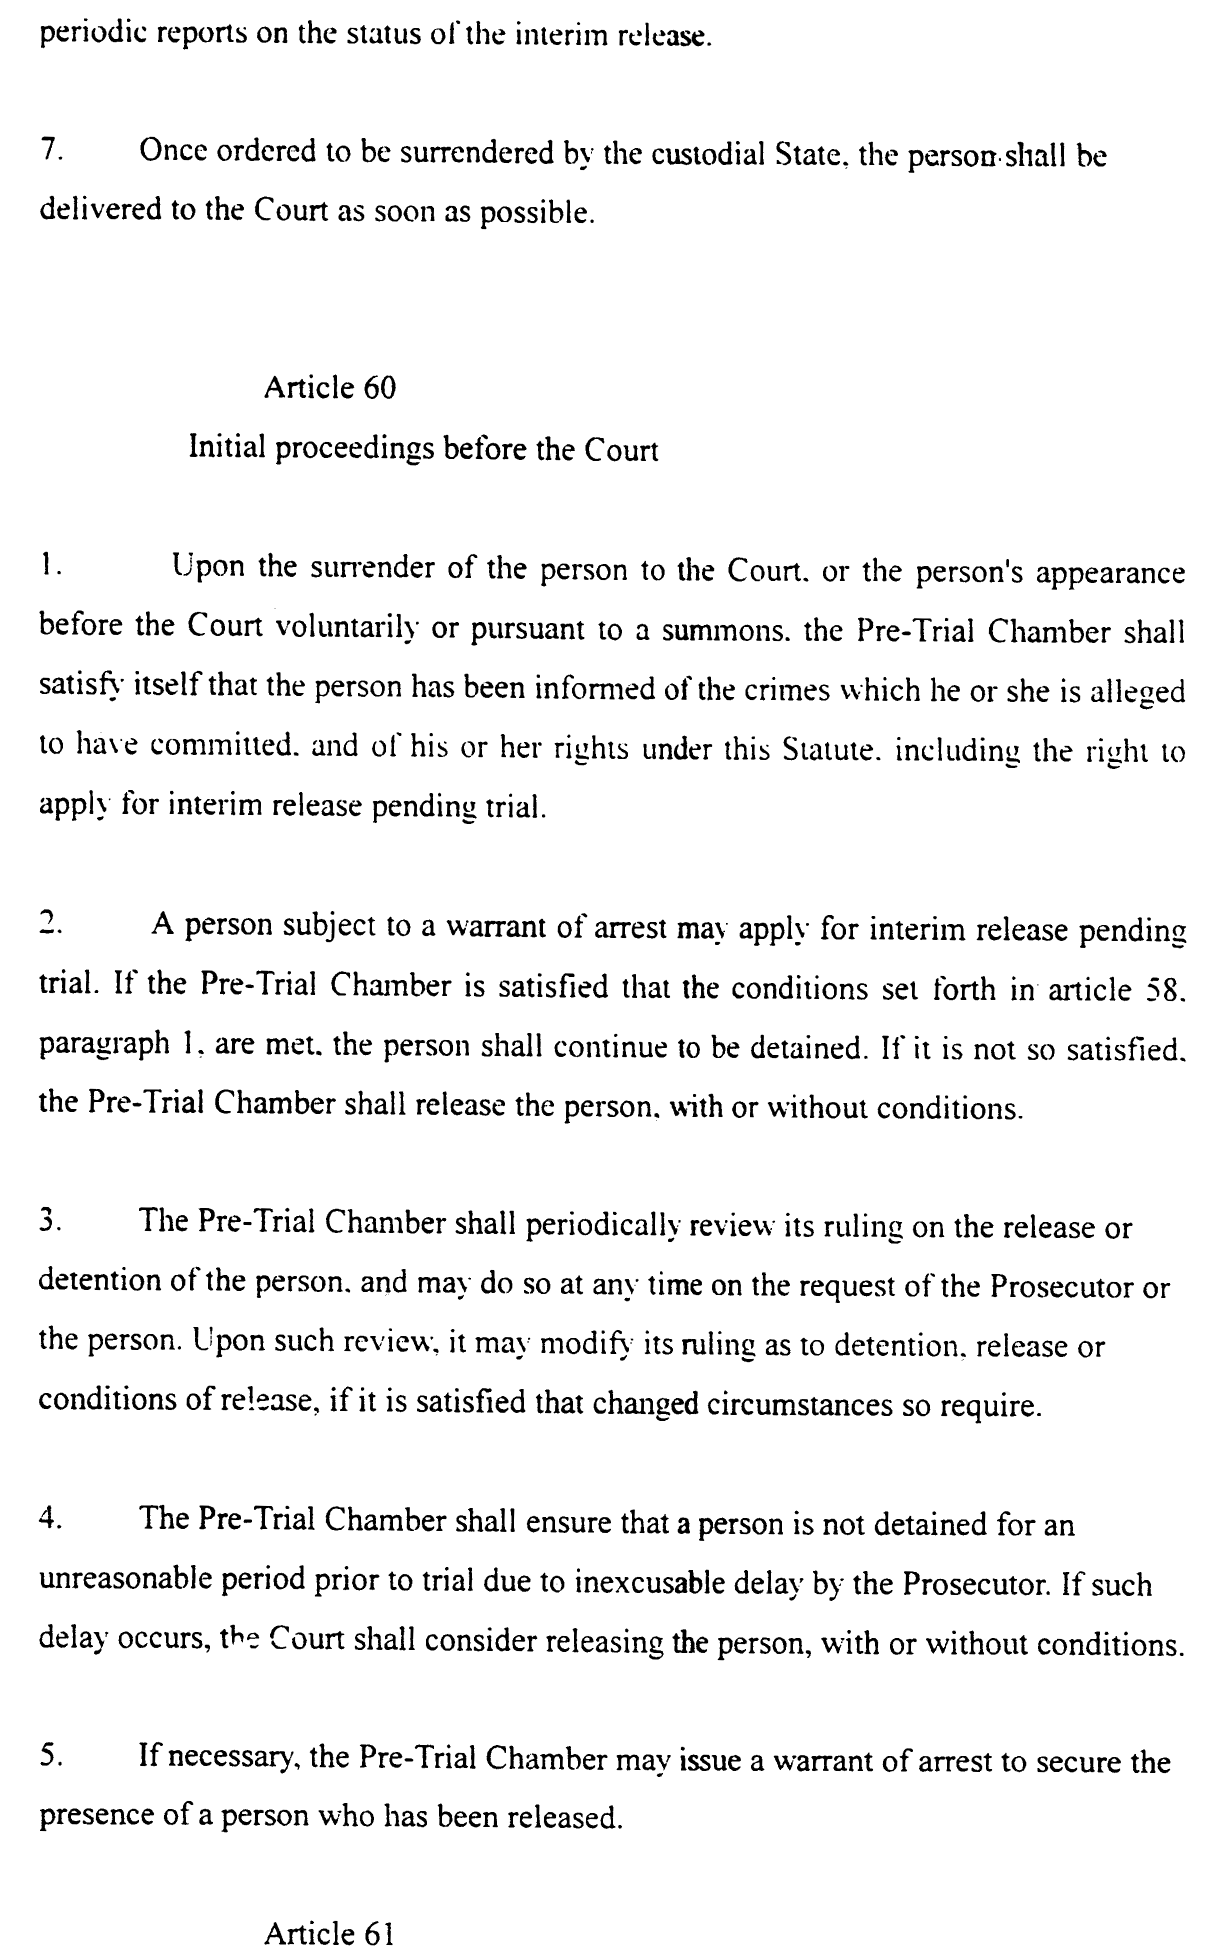 periodic reports on the status of the interim release.
7. Once ordered to be surrendered by the custodial State, the person shall be
delivered to the Court as soon as possible.
Article 60
Initial proceedings before the Court
1. Upon the surrender of the person to the Court, or the person's appearance
before the Court voluntarily or pursuant to a summons, the Pre-Trial Chamber shall
satisfy itself that the person has been informed of the crimes which he or she is alleged
to have committed, and of his or her rights under this Statute, including the right to
apply for interim release pending trial.
2. A person subject to a warrant of arrest may apply for interim release pending
trial. If the Pre-Trial Chamber is satisfied that the conditions set forth in article 58,
paragraph 1, are met, the person shall continue to be detained. If it is not so satisfied,
the Pre-Trial Chamber shall release the person, with or without conditions.
3. The Pre-Trial Chamber shall periodically review its ruling on the release or
detention of the person, and may do so at any time on the request of the Prosecutor or
the person. Upon such review, it may modify its ruling as to detention, release or
conditions of release, if it is satisfied that changed circumstances so require.
4. The Pre-Trial Chamber shall ensure that a person is not detained for an
unreasonable period prior to trial due to inexcusable delay by the Prosecutor. If such
delay occurs, the Court shall consider releasing the person, with or without conditions.
5. If necessary, the Pre-Trial Chamber may issue a warrant of arrest to secure the
presence of a person who has been released.
Article 61